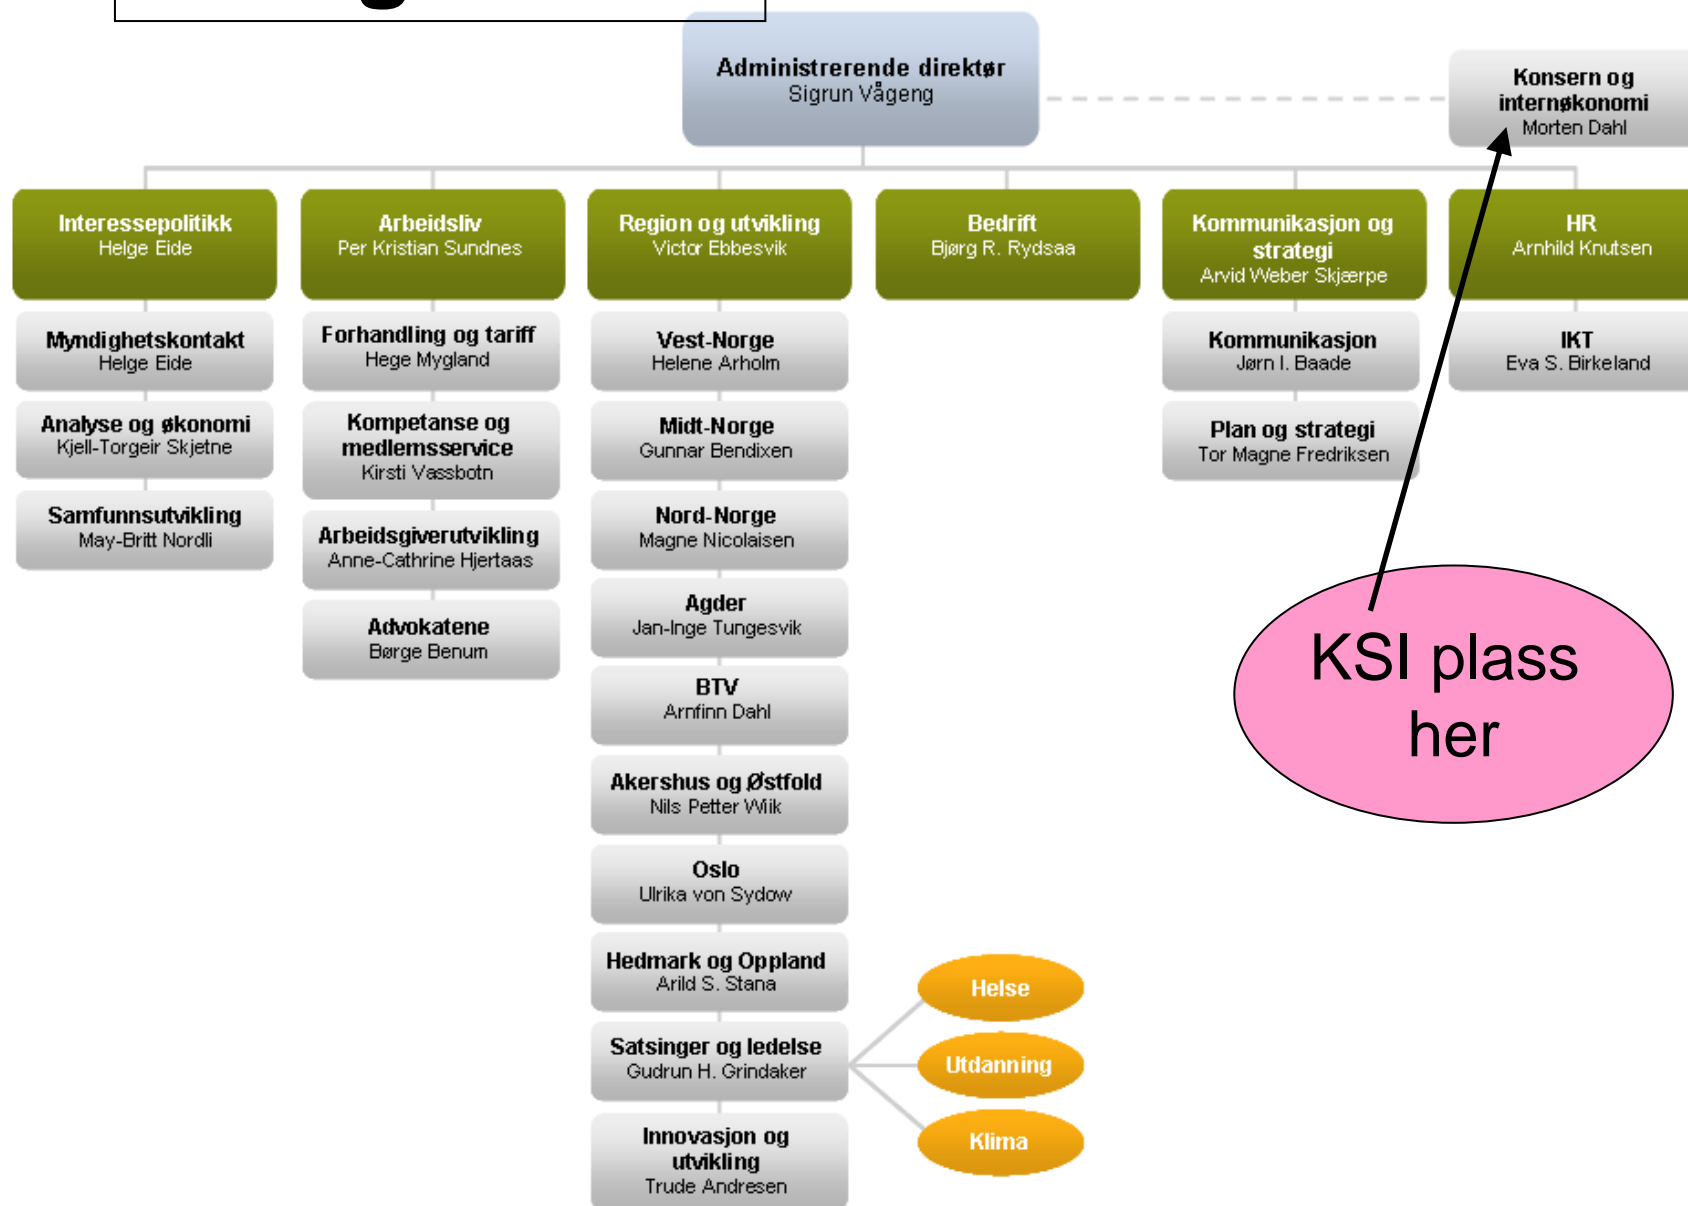 Administrerende direktør
Sigrun Vågeng
Konsern og
internøkonomi
Morten Dahl
Interessepolitikk
Helge Eide
Arbeidsliv
Per Kristian Sundnes
Region og utvikling
Victor Ebbesvik
Bedrift
Bjørg R. Rydsaa
Kommunikasjon og
strategi
Arvid Weber Skjærpe
HR
Arnhild Knutsen
Myndighetskontakt
Helge Eide
Analyse og økonomi
Kjell-Torgeir Skjetne
Samfunnsutvikling
May-Britt Nordli
Forhandling og tariff
Hege Mygland
Kompetanse og
medlemsservice
Kirsti Vassbotn
Arbeidsgiverutvikling
Anne-Cathrine Hjertaas
Advokatene
Børge Benum
Vest-Norge
Helene Arholm
Midt-Norge
Gunnar Bendixen
Nord-Norge
Magne Nicolaisen
Agder
Jan-Inge Tungesvik
BTV
Arnfinn Dahl
Akershus og Østfold
Nils Petter Wiik
Oslo
Ulrika von Sydow
Hedmark og Oppland
Arild S. Stana
Satsinger og ledelse
Gudrun H. Grindaker
Innovasjon og
utvikling
Trude Andresen
Helse
Utdanning
Klima
Kommunikasjon
Jørn I. Baade
Plan og strategi
Tor Magne Fredriksen
IKT
Eva S. Birkeland
KSI plass
her